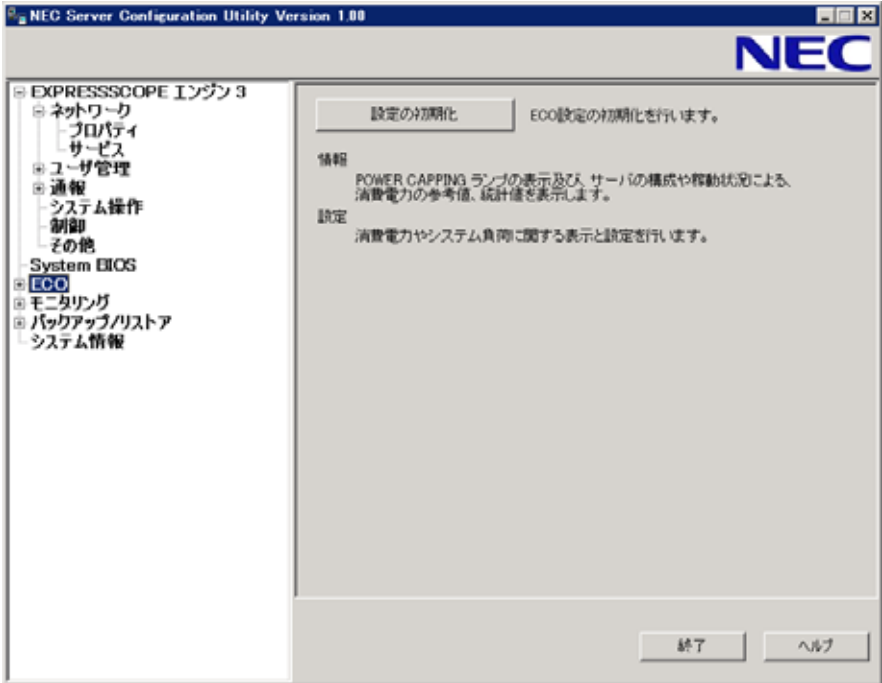 NEC Server Configuration Utility Version 1.00
NEC
EXPRESSSCOPE エンジン 3
ネットワーク
プロパティ
サービス
ユーザ管理
通報
システム操作
制御
その他
System BIOS
ECO
モニタリング
バックアップ/リストア
システム情報
設定の初期化
ECO設定の初期化を行います。
情報
POWER CAPPING ランプの表示及び、サーバの構成や稼動状況による、
消費電力の参考値、統計値を表示します。
設定
消費電力やシステム負荷に関する表示と設定を行います。
終了
ヘルプ